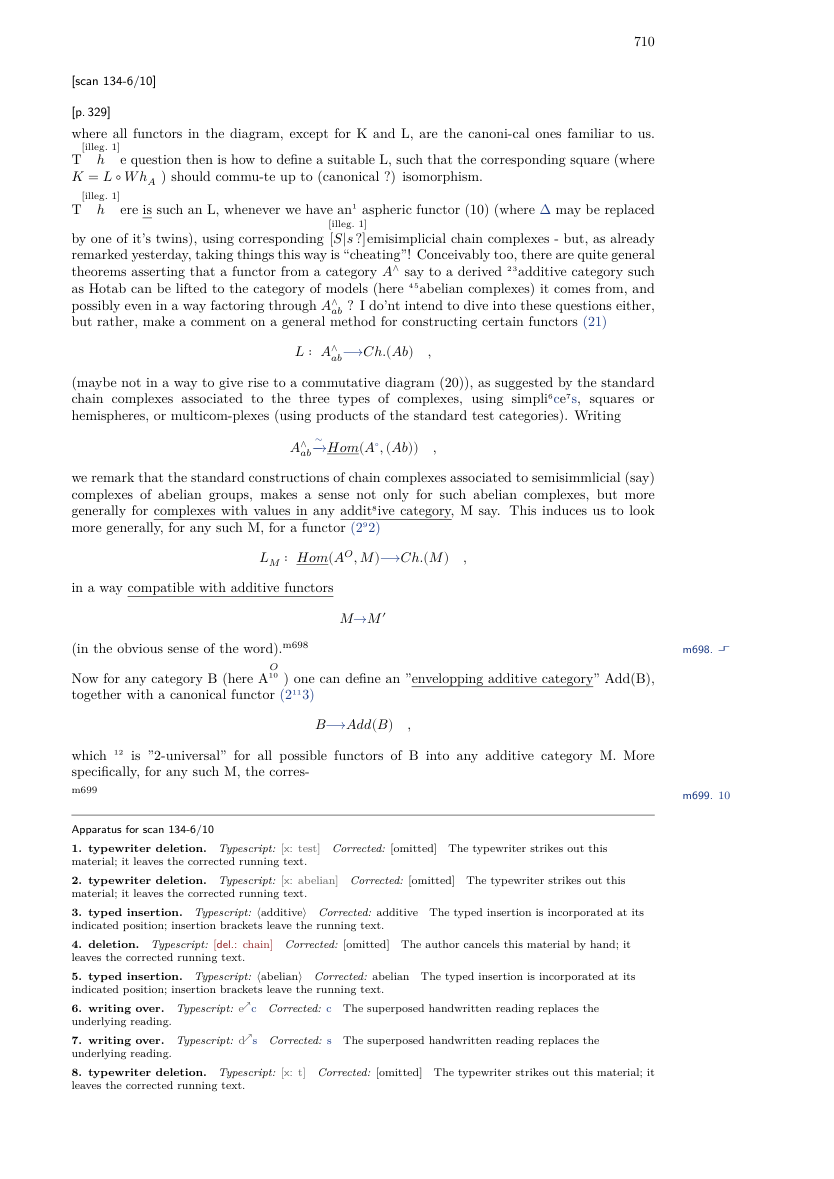 710
[scan 134-6/10]
[p. 329]
where all functors in the diagram, except for K and L, are the canoni-cal ones familiar to us.
[illeg. 1]
T h e question then is how to define a suitable L, such that the corresponding square (where
K = L ∘ Wh_A ) should commu-te up to (canonical ?) isomorphism.
[illeg. 1]
T h ere is such an L, whenever we have an¹ aspheric functor (10) (where Δ may be replaced
[illeg. 1]
by one of it's twins), using corresponding [S|s ?]emisimplicial chain complexes - but, as already
remarked yesterday, taking things this way is “cheating”! Conceivably too, there are quite general
theorems asserting that a functor from a category A^∧ say to a derived ²³additive category such
as Hotab can be lifted to the category of models (here ⁴⁵abelian complexes) it comes from, and
possibly even in a way factoring through A^∧_ab ? I do'nt intend to dive into these questions either,
but rather, make a comment on a general method for constructing certain functors (21)
L : A^∧_ab ⟶Ch.(Ab) ,
(maybe not in a way to give rise to a commutative diagram (20)), as suggested by the standard
chain complexes associated to the three types of complexes, using simpli⁶ce⁷s, squares or
hemispheres, or multicom-plexes (using products of the standard test categories). Writing
A^∧_ab ∼→Hom(A°, (Ab)) ,
we remark that the standard constructions of chain complexes associated to semisimmlicial (say)
complexes of abelian groups, makes a sense not only for such abelian complexes, but more
generally for complexes with values in any addit⁸ive category, M say. This induces us to look
more generally, for any such M, for a functor (2⁹2)
L_M : Hom(A^O, M)⟶Ch.(M) ,
in a way compatible with additive functors
M→M′
(in the obvious sense of the word).ᵐ⁶⁹⁸
m698. ⌐
O
Now for any category B (here A¹⁰ ) one can define an ”envelopping additive category” Add(B),
together with a canonical functor (2¹¹3)
B⟶Add(B) ,
which ¹² is ”2-universal” for all possible functors of B into any additive category M. More
specifically, for any such M, the corres-
m699
m699. 10
Apparatus for scan 134-6/10
1. typewriter deletion. Typescript: [x: test] Corrected: [omitted] The typewriter strikes out this
material; it leaves the corrected running text.
2. typewriter deletion. Typescript: [x: abelian] Corrected: [omitted] The typewriter strikes out this
material; it leaves the corrected running text.
3. typed insertion. Typescript: ⟨additive⟩ Corrected: additive The typed insertion is incorporated at its
indicated position; insertion brackets leave the running text.
4. deletion. Typescript: [del.: chain] Corrected: [omitted] The author cancels this material by hand; it
leaves the corrected running text.
5. typed insertion. Typescript: ⟨abelian⟩ Corrected: abelian The typed insertion is incorporated at its
indicated position; insertion brackets leave the running text.
6. writing over. Typescript: e↗c Corrected: c The superposed handwritten reading replaces the
underlying reading.
7. writing over. Typescript: d↗s Corrected: s The superposed handwritten reading replaces the
underlying reading.
8. typewriter deletion. Typescript: [x: t] Corrected: [omitted] The typewriter strikes out this material; it
leaves the corrected running text.